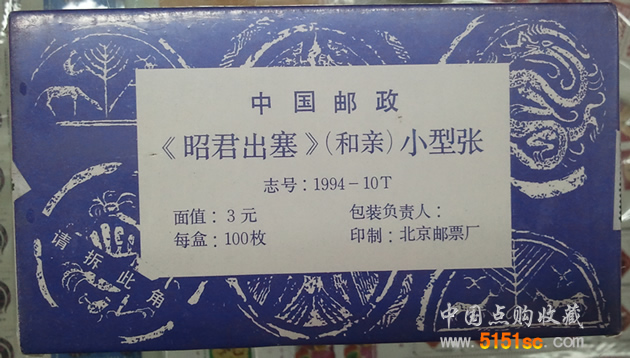 中国邮政
《昭君出塞》(和亲)小型张
志号：1994-10T
面值：3元 包装负责人：
每盒：100枚 印制：北京邮票厂
请拆此角
中国点购收藏
www.5151sc.com